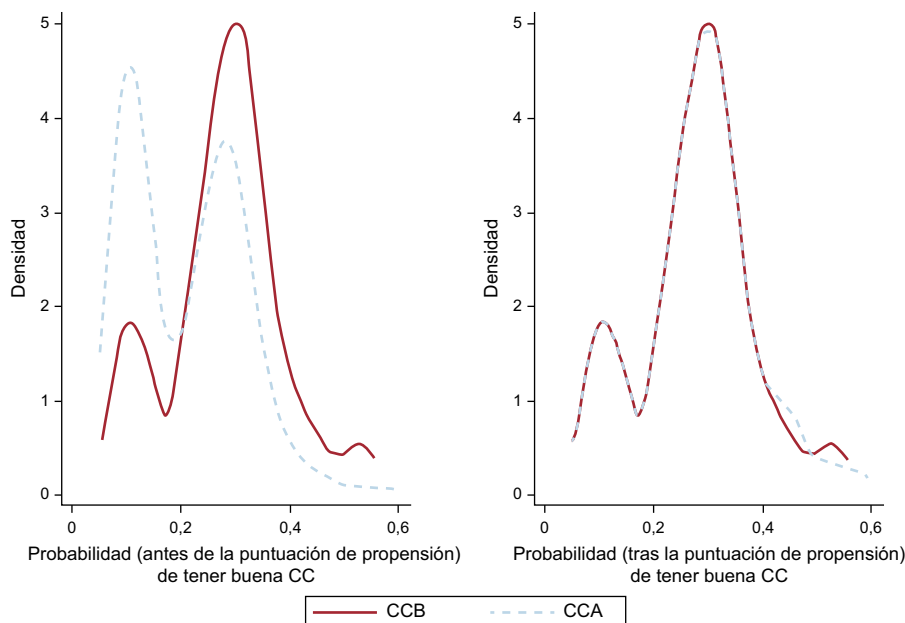 5
4
3
2
1
0
Densidad
0
0,2
0,4
0,6
Probabilidad (antes de la puntuación de propensión)
de tener buena CC
5
4
3
2
1
0
Densidad
0
0,2
0,4
0,6
Probabilidad (tras la puntuación de propensión)
de tener buena CC
CCB
CCA